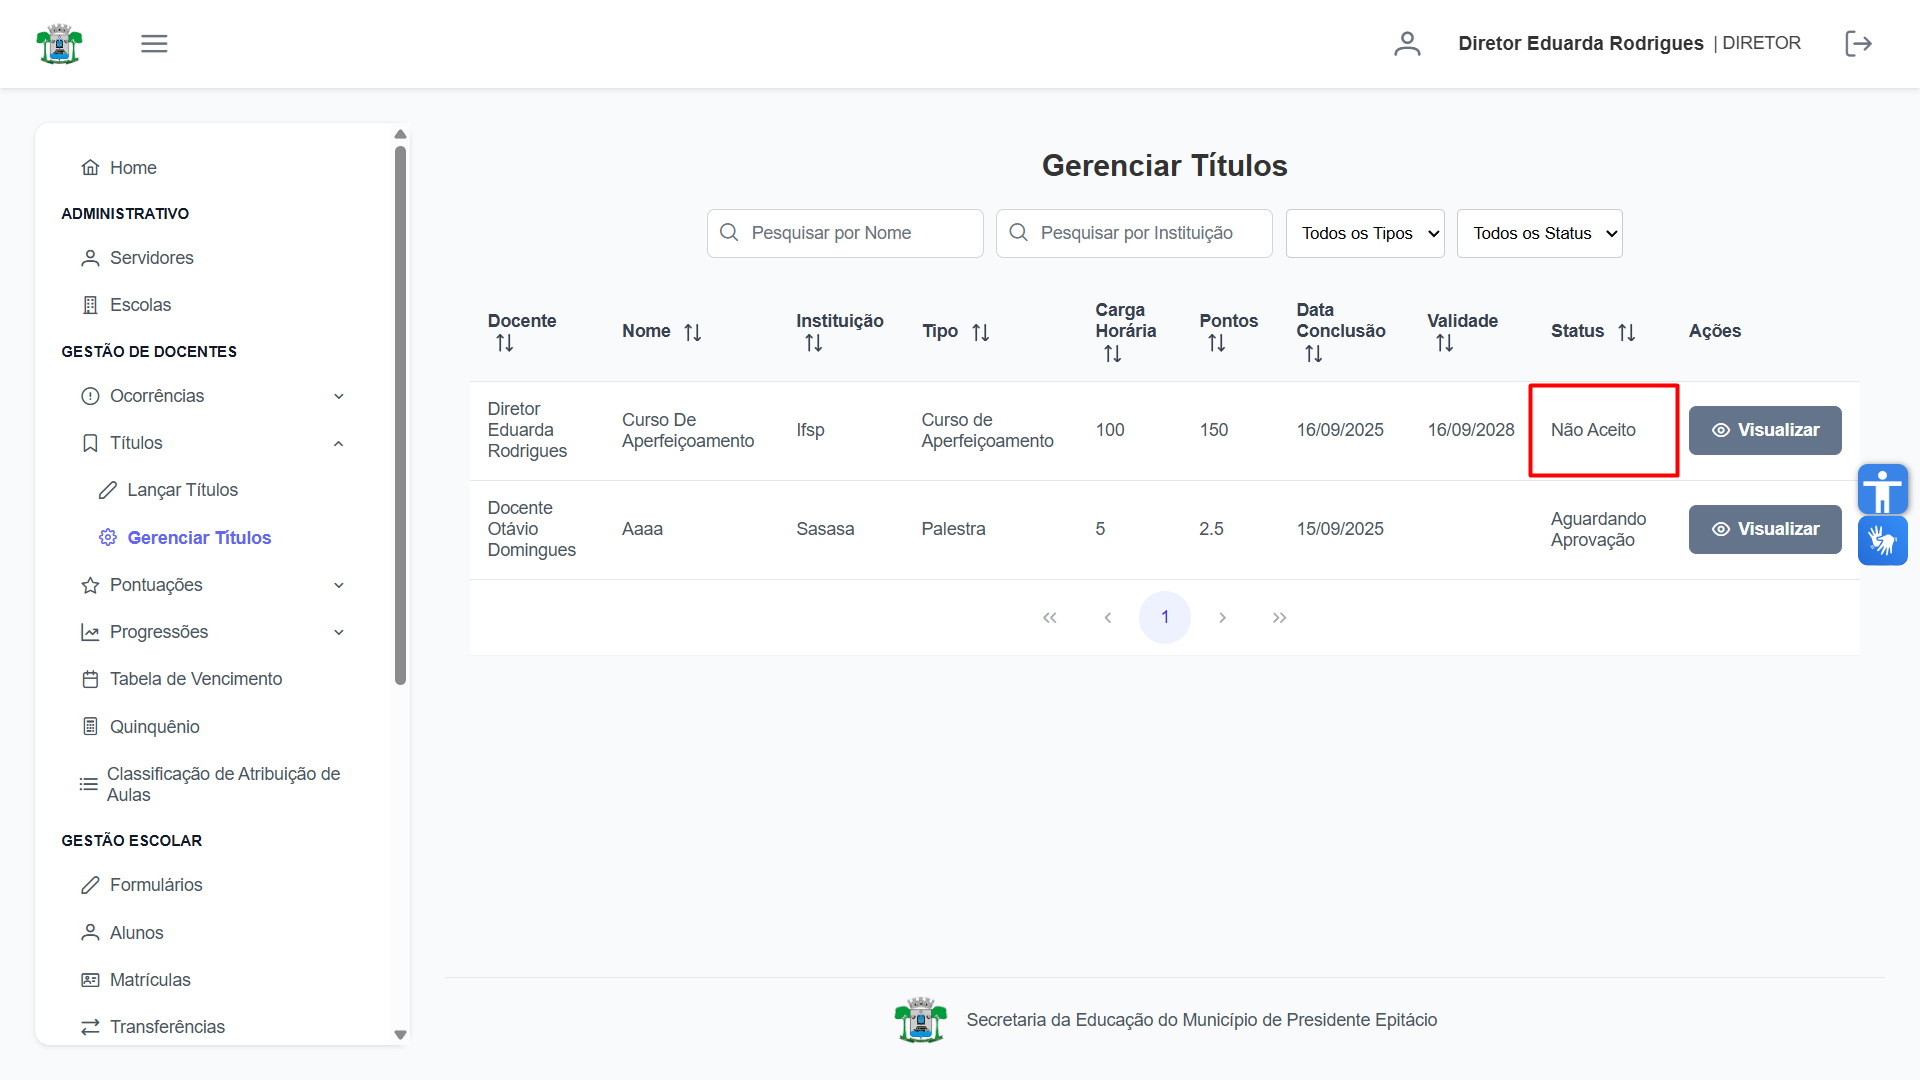 Diretor Eduarda Rodrigues | DIRETOR
Home
ADMINISTRATIVO
Servidores
Escolas
GESTÃO DE DOCENTES
Ocorrências
Títulos
Lançar Títulos
Gerenciar Títulos
Pontuações
Progressões
Tabela de Vencimento
Quinquênio
Classificação de Atribuição de
Aulas
GESTÃO ESCOLAR
Formulários
Alunos
Matrículas
Transferências
Gerenciar Títulos
Pesquisar por Nome
Pesquisar por Instituição
Todos os Tipos
Todos os Status
Docente
Nome
Instituição
Tipo
Carga
Horária
Pontos
Data
Conclusão
Validade
Status
Ações
Diretor
Eduarda
Rodrigues
Curso De
Aperfeiçoamento
Ifsp
Curso de
Aperfeiçoamento
100
150
16/09/2025
16/09/2028
Não Aceito
Visualizar
Docente
Otávio
Domingues
Aaaa
Sasasa
Palestra
5
2.5
15/09/2025
Aguardando
Aprovação
Visualizar
1
Secretaria da Educação do Município de Presidente Epitácio